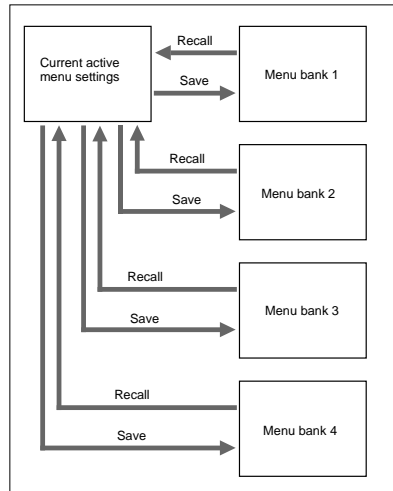 Current active
menu settings
Recall
Save
Menu bank 1
Recall
Save
Menu bank 2
Recall
Save
Menu bank 3
Recall
Save
Menu bank 4